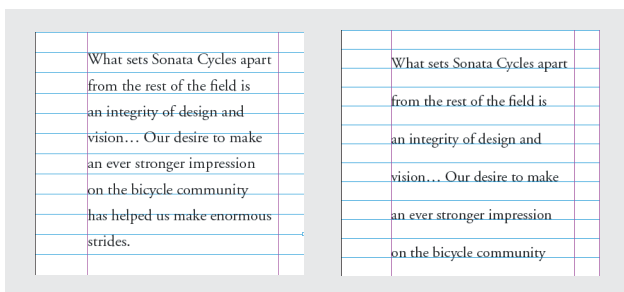 What sets Sonata Cycles apart
from the rest of the field is
an integrity of design and
vision… Our desire to make
an ever stronger impression
on the bicycle community
has helped us make enormous
strides.
What sets Sonata Cycles apart
from the rest of the field is
an integrity of design and
vision… Our desire to make
an ever stronger impression
on the bicycle community